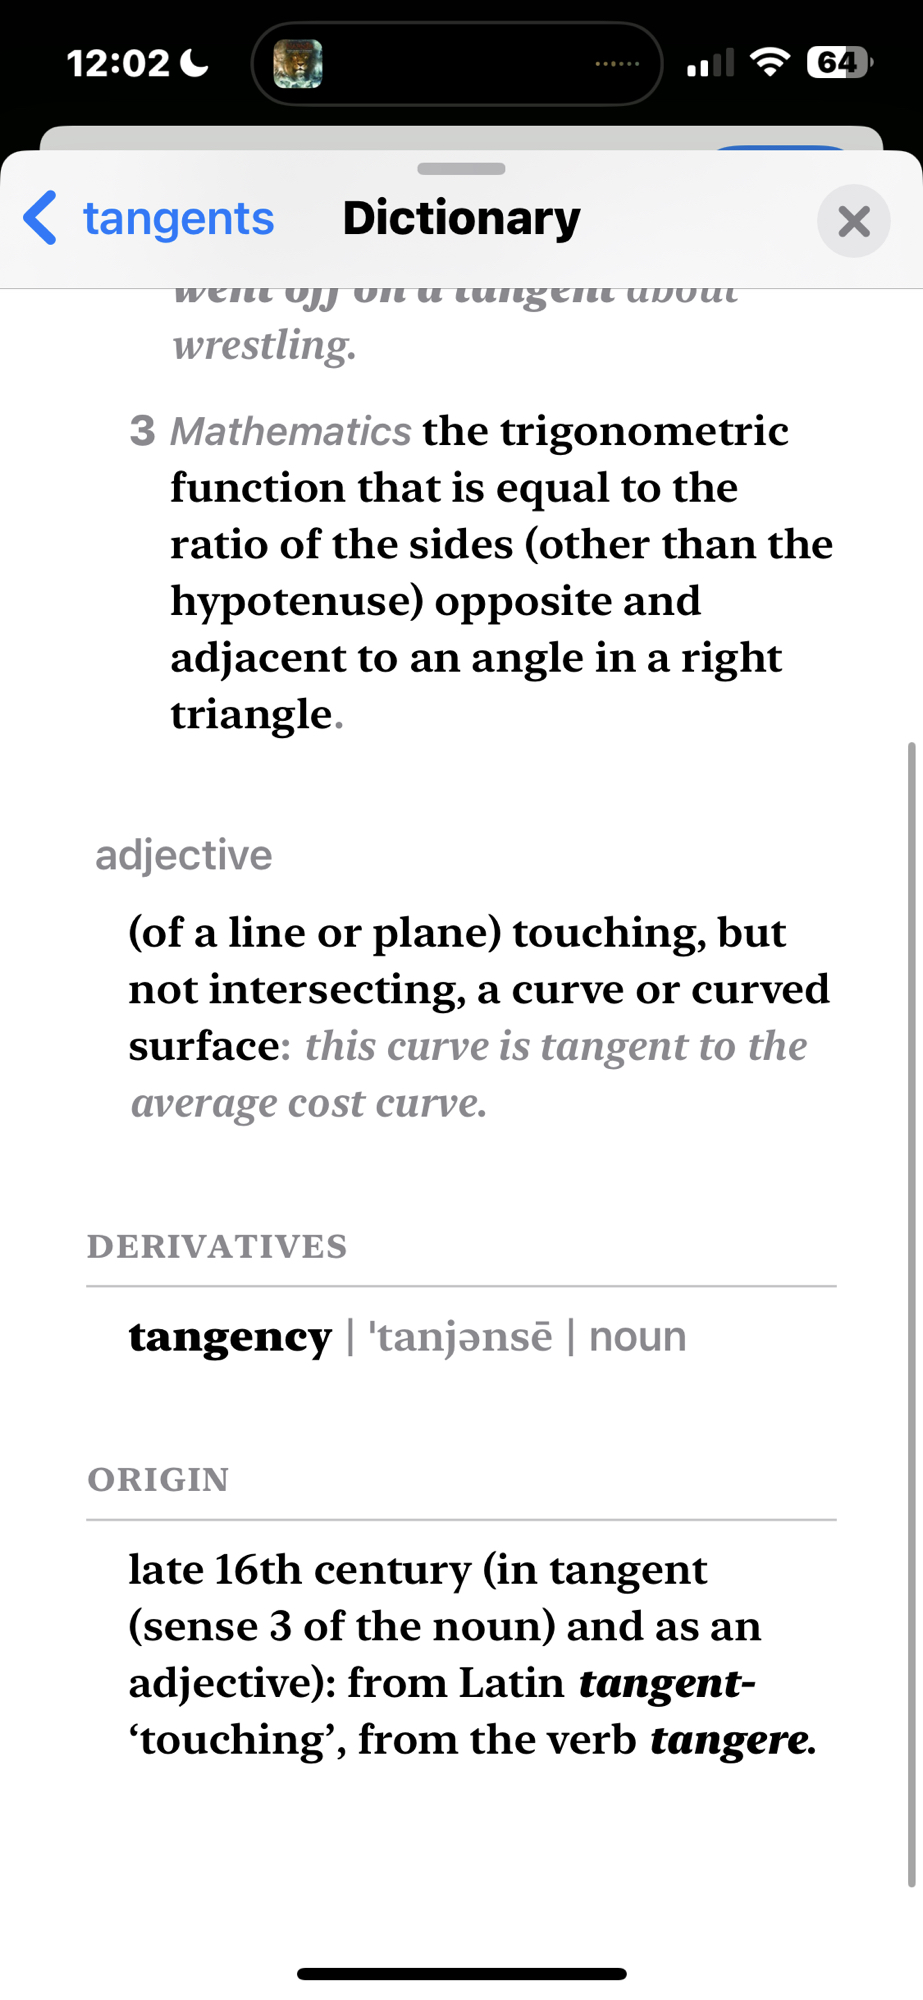 12:02
64
tangents
Dictionary
went off on a tangent about
wrestling.
3 Mathematics the trigonometric
function that is equal to the
ratio of the sides (other than the
hypotenuse) opposite and
adjacent to an angle in a right
triangle.
adjective
(of a line or plane) touching, but
not intersecting, a curve or curved
surface: this curve is tangent to the
average cost curve.
DERIVATIVES
tangency | ˈtanjənsē | noun
ORIGIN
late 16th century (in tangent
(sense 3 of the noun) and as an
adjective): from Latin tangent-
‘touching’, from the verb tangere.